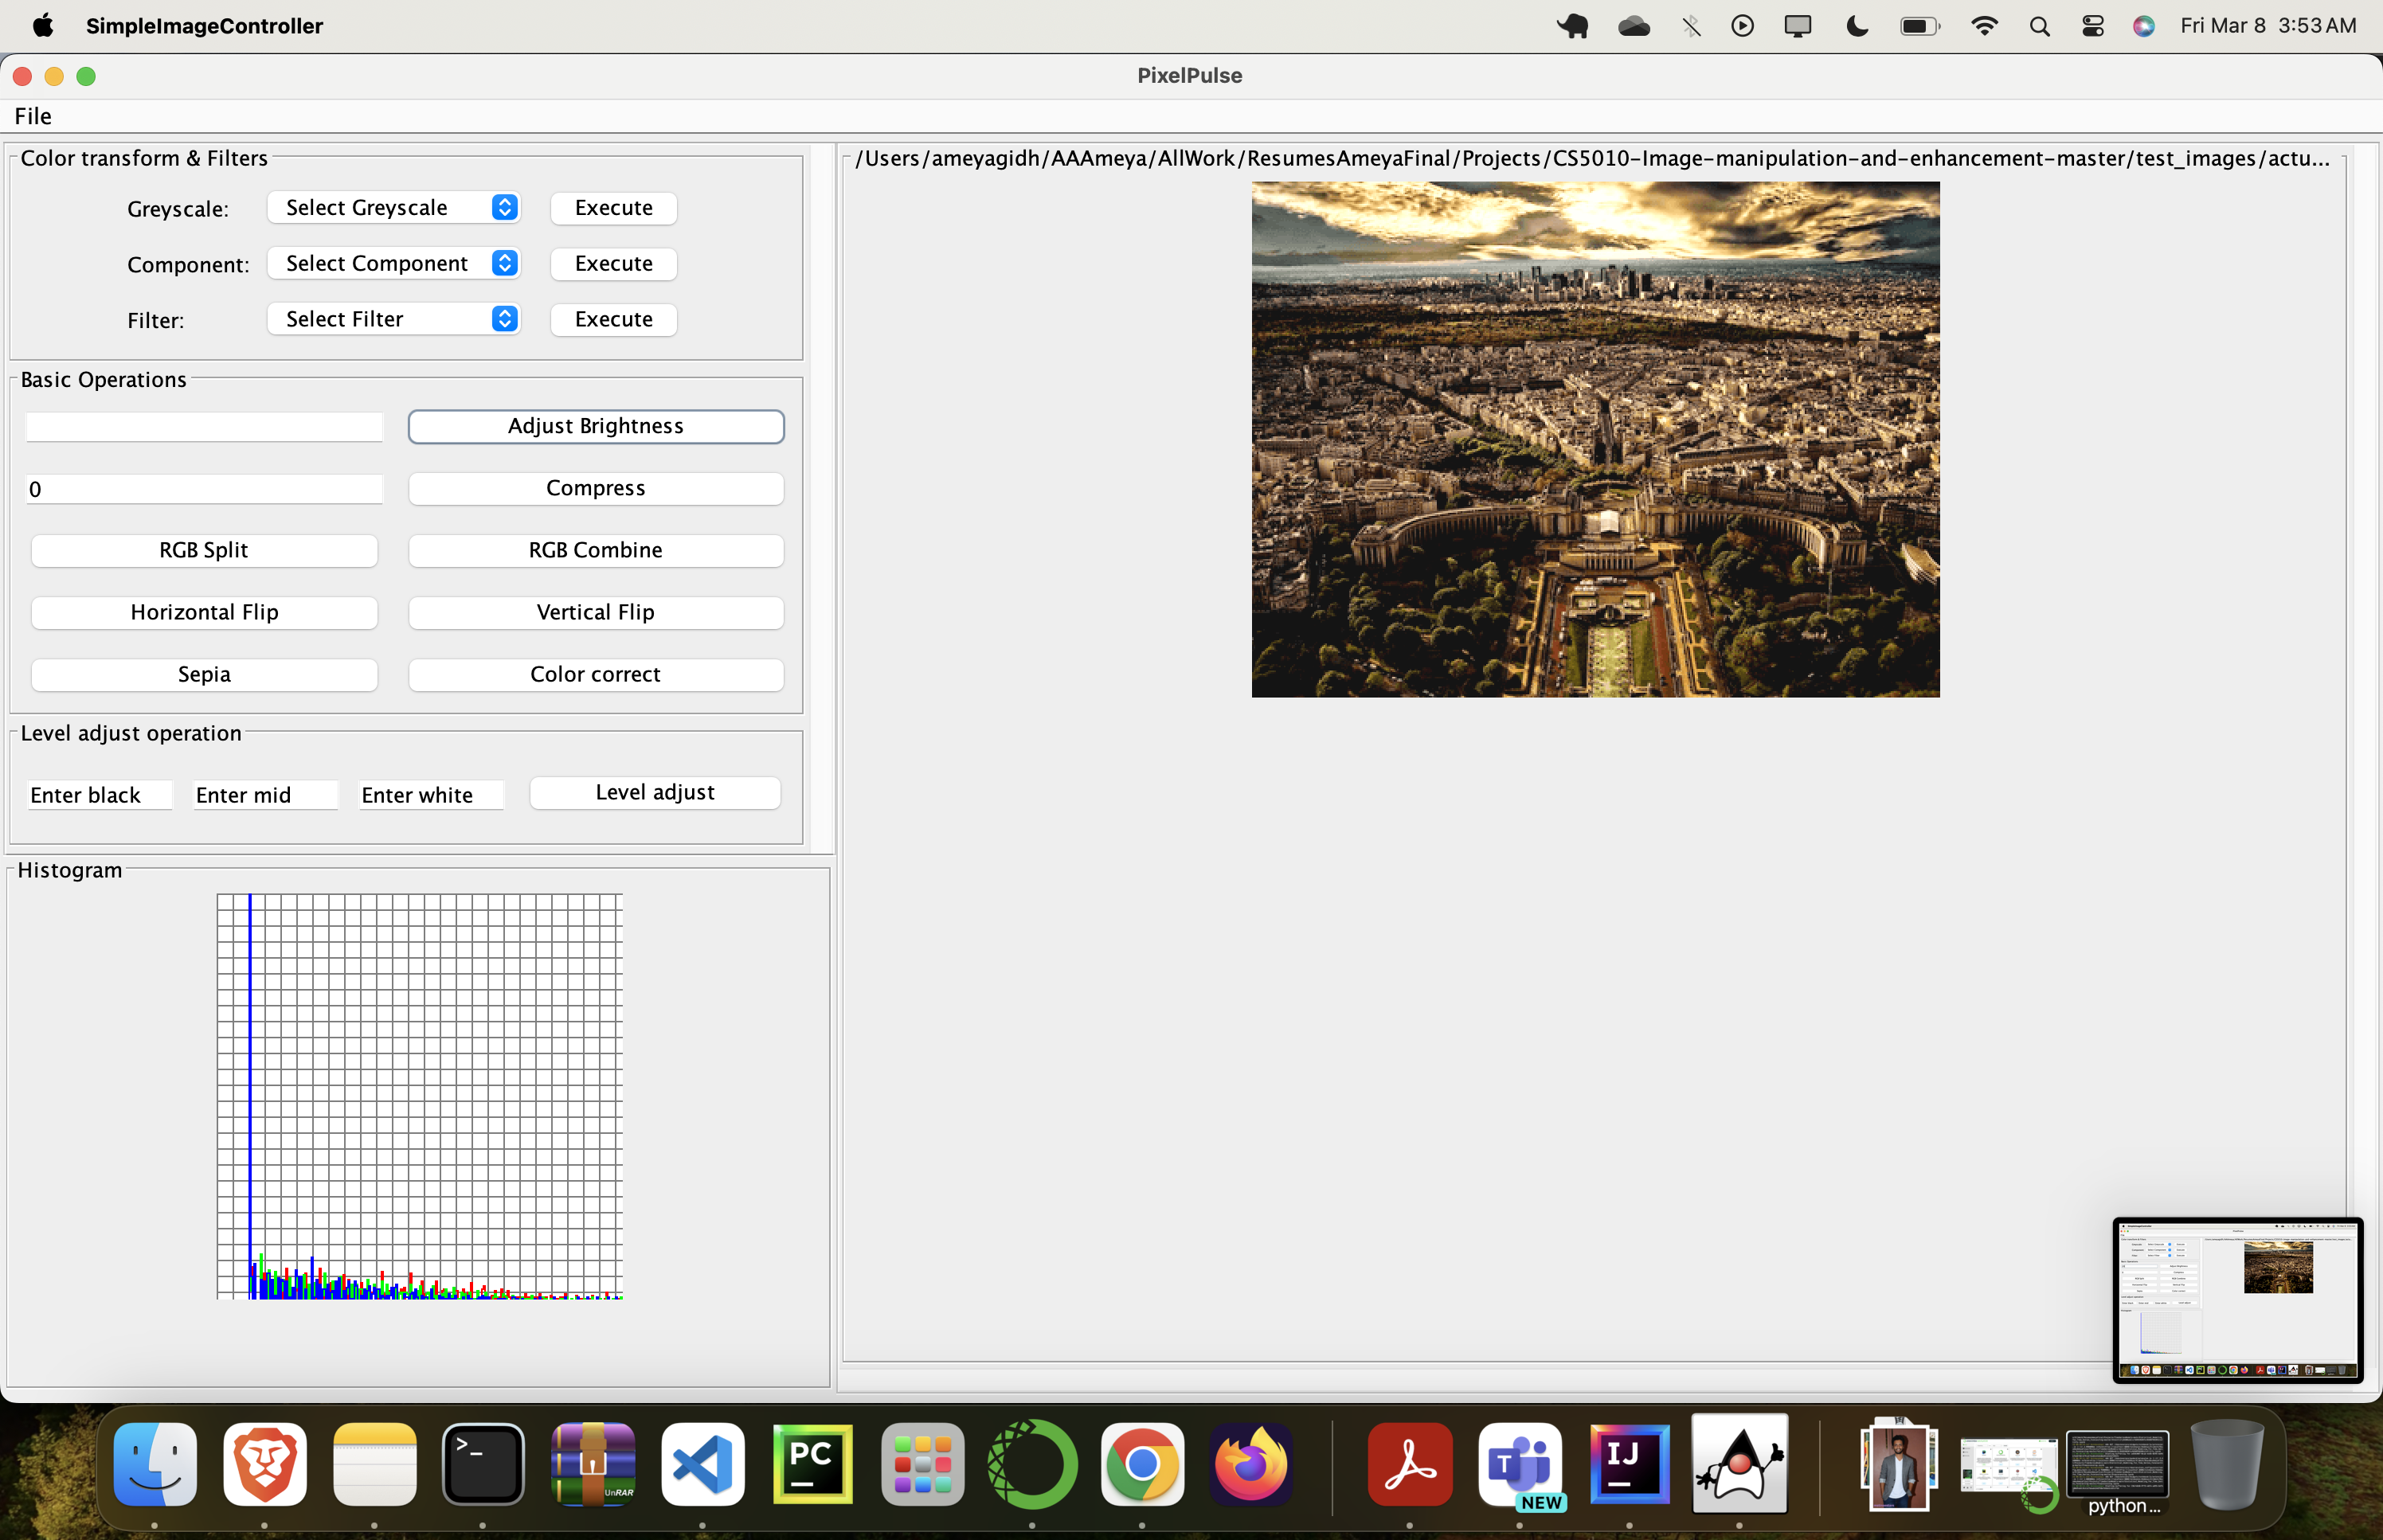 SimpleImageController
Fri Mar 8 3:53 AM
PixelPulse
File
Color transform & Filters
Greyscale: Select Greyscale Execute
Component: Select Component Execute
Filter: Select Filter Execute
Basic Operations
Adjust Brightness
0 Compress
RGB Split RGB Combine
Horizontal Flip Vertical Flip
Sepia Color correct
Level adjust operation
Enter black Enter mid Enter white Level adjust
Histogram
/Users/ameyagidh/AAAmeya/AllWork/ResumesAmeyaFinal/Projects/CS5010-Image-manipulation-and-enhancement-master/test_images/actu...
>_
UnRAR
PC
T
NEW
IJ
python...